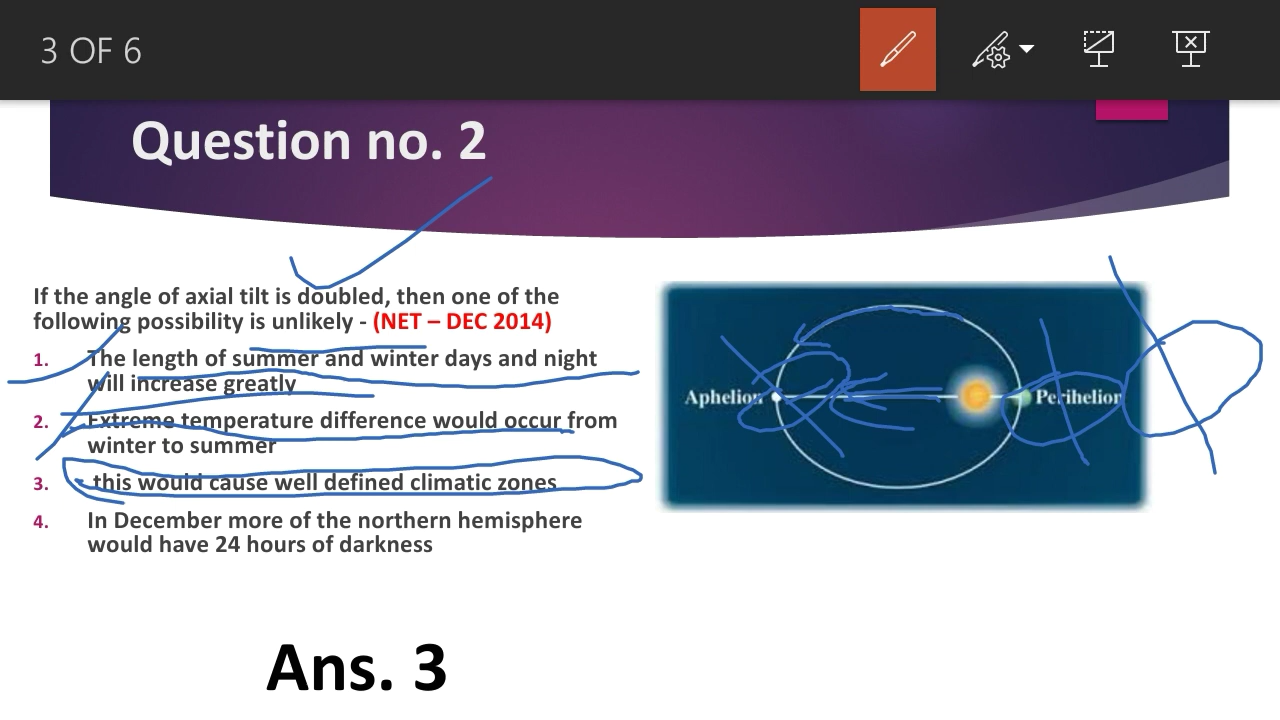 3 OF 6
Question no. 2
If the angle of axial tilt is doubled, then one of the
following possibility is unlikely - (NET – DEC 2014)
1. The length of summer and winter days and night
will increase greatly
2. Extreme temperature difference would occur from
winter to summer
3. this would cause well defined climatic zones
4. In December more of the northern hemisphere
would have 24 hours of darkness
Aphelion Perihelion
Ans. 3